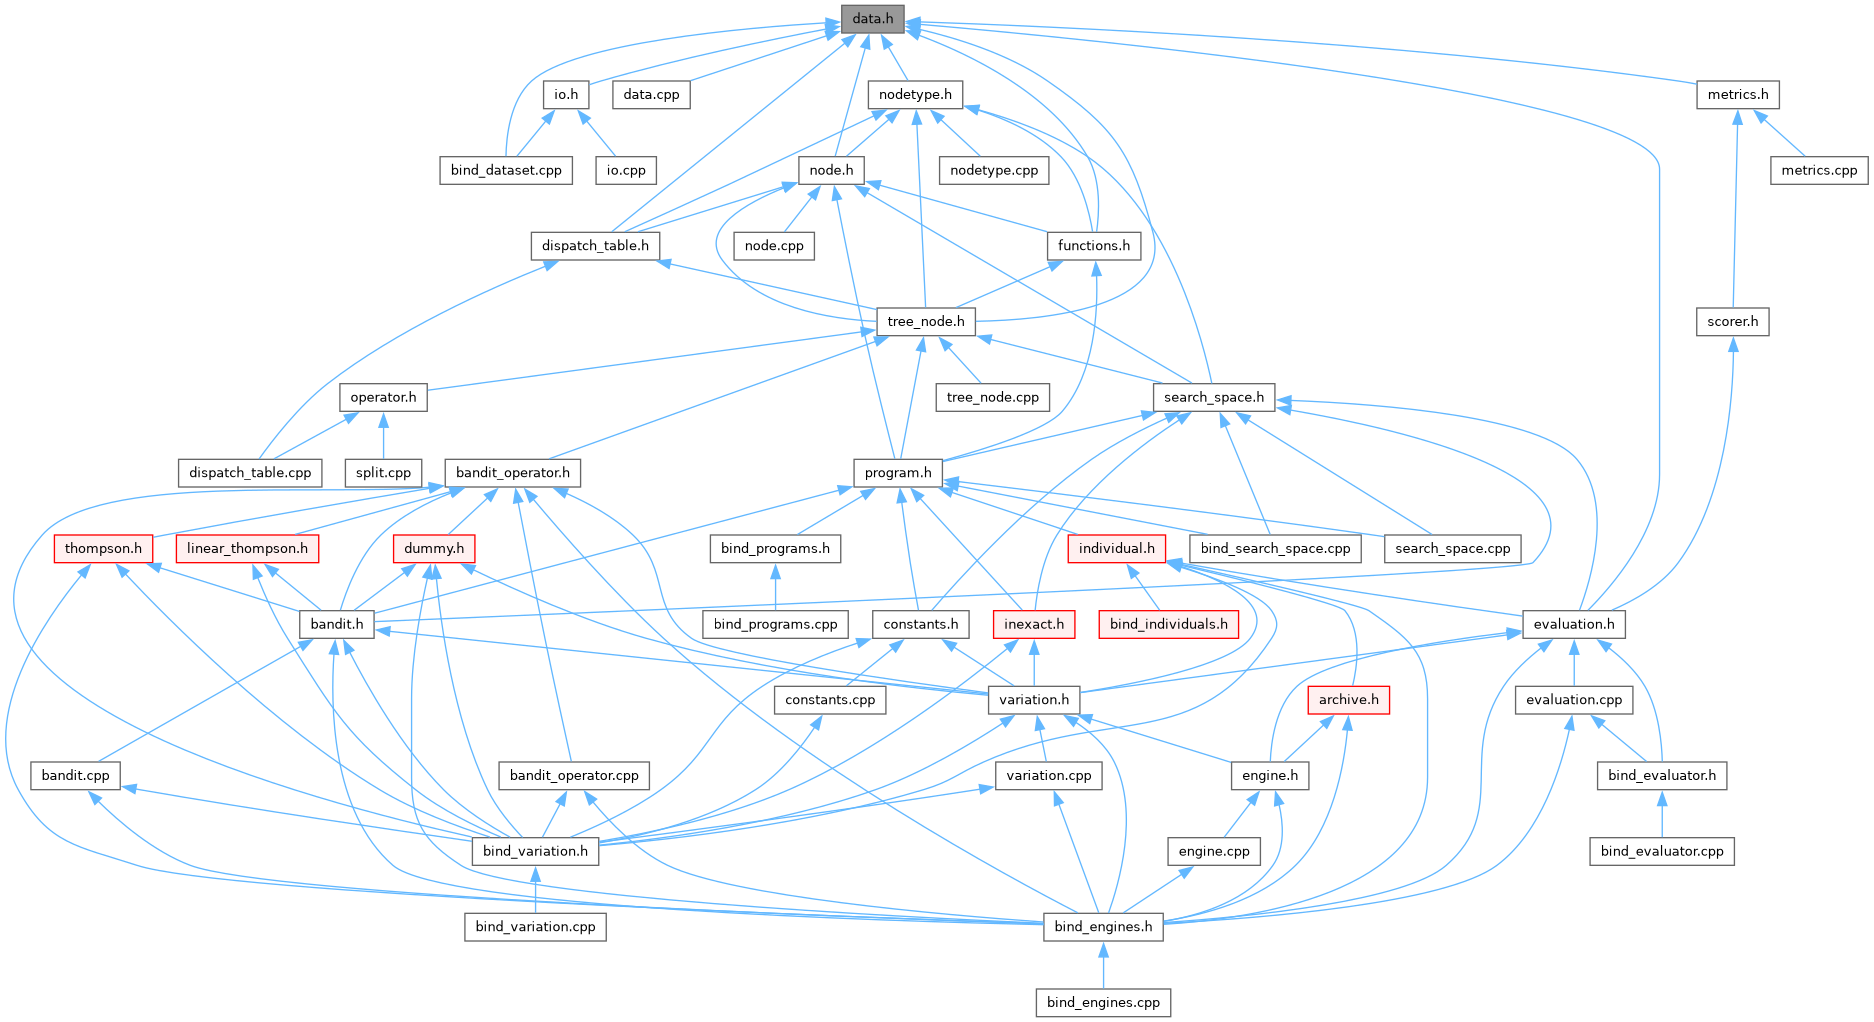 data.h
io.h
data.cpp
nodetype.h
metrics.h
bind_dataset.cpp
io.cpp
node.h
nodetype.cpp
metrics.cpp
dispatch_table.h
node.cpp
functions.h
tree_node.h
scorer.h
operator.h
tree_node.cpp
search_space.h
dispatch_table.cpp
split.cpp
bandit_operator.h
program.h
thompson.h
linear_thompson.h
dummy.h
bind_programs.h
individual.h
bind_search_space.cpp
search_space.cpp
bandit.h
bind_programs.cpp
constants.h
inexact.h
bind_individuals.h
evaluation.h
constants.cpp
variation.h
archive.h
evaluation.cpp
bandit.cpp
bandit_operator.cpp
variation.cpp
engine.h
bind_evaluator.h
bind_variation.h
engine.cpp
bind_evaluator.cpp
bind_variation.cpp
bind_engines.h
bind_engines.cpp